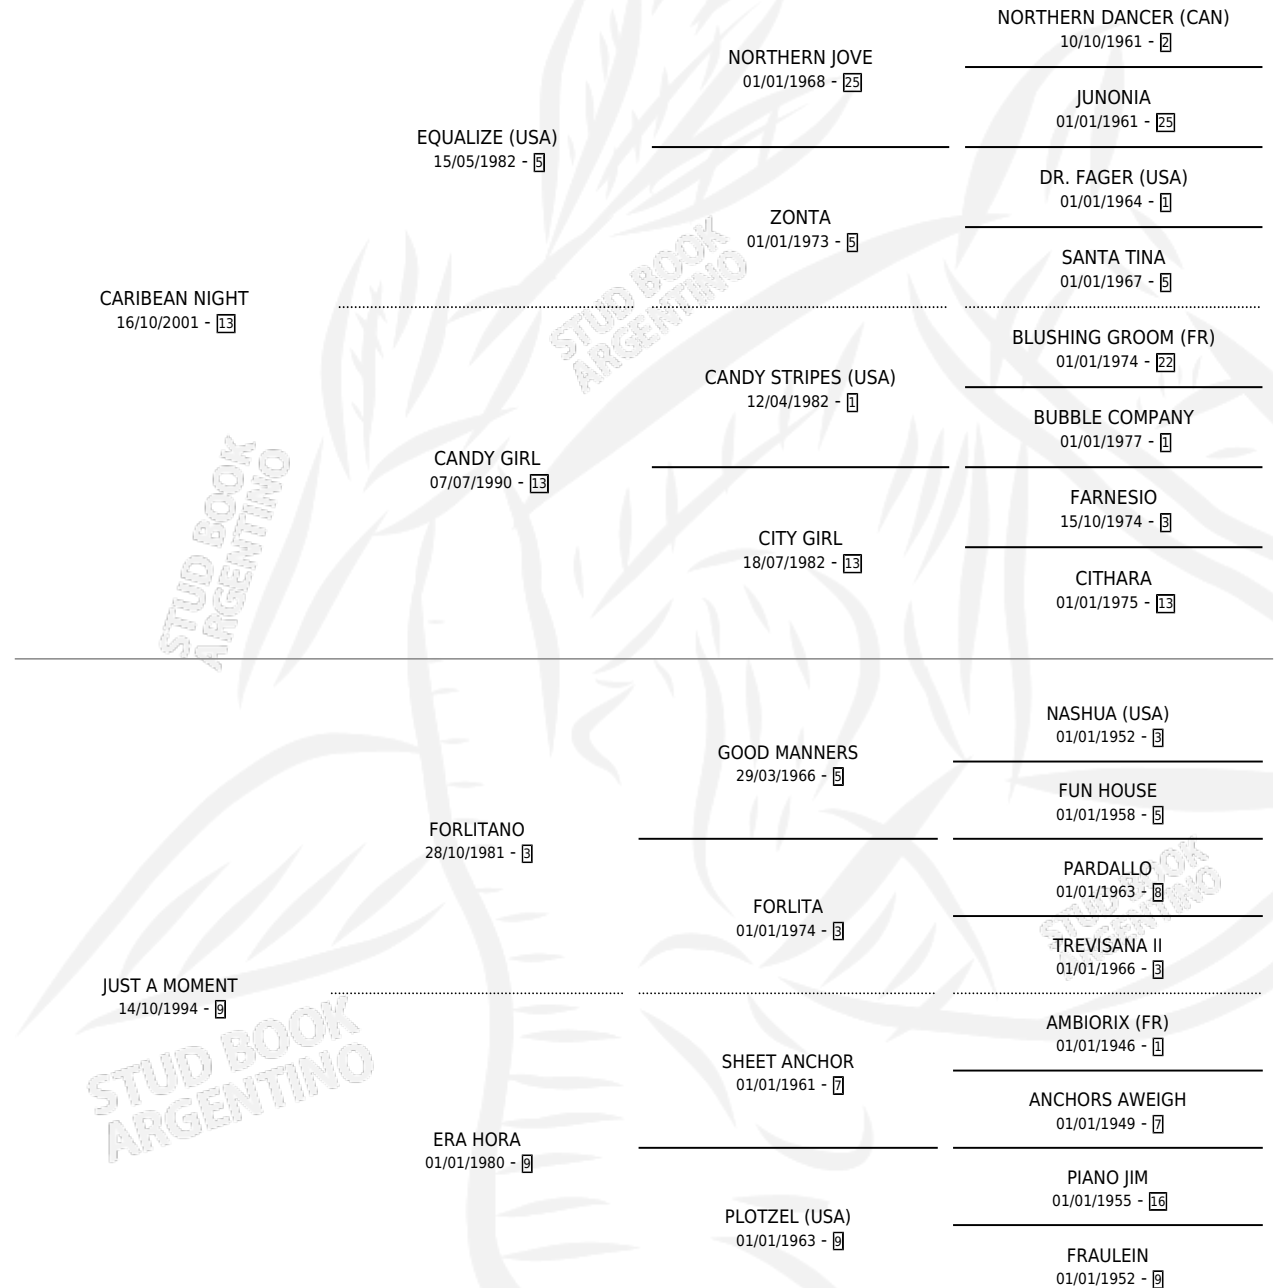 NORTHERN DANCER (CAN)
10/10/1961 - 2
NORTHERN JOVE
01/01/1968 - 25
JUNONIA
01/01/1961 - 25
EQUALIZE (USA)
15/05/1982 - 5
DR. FAGER (USA)
01/01/1964 - 1
ZONTA
01/01/1973 - 5
SANTA TINA
01/01/1967 - 5
CARIBEAN NIGHT
16/10/2001 - 13
BLUSHING GROOM (FR)
01/01/1974 - 22
CANDY STRIPES (USA)
12/04/1982 - 1
BUBBLE COMPANY
01/01/1977 - 1
CANDY GIRL
07/07/1990 - 13
FARNESIO
15/10/1974 - 3
CITY GIRL
18/07/1982 - 13
CITHARA
01/01/1975 - 13
NASHUA (USA)
01/01/1952 - 3
GOOD MANNERS
29/03/1966 - 5
FUN HOUSE
01/01/1958 - 5
FORLITANO
28/10/1981 - 3
PARDALLO
01/01/1963 - 8
FORLITA
01/01/1974 - 3
TREVISANA II
01/01/1966 - 3
JUST A MOMENT
14/10/1994 - 9
AMBIORIX (FR)
01/01/1946 - 1
SHEET ANCHOR
01/01/1961 - 7
ANCHORS AWEIGH
01/01/1949 - 7
ERA HORA
01/01/1980 - 9
PIANO JIM
01/01/1955 - 16
PLOTZEL (USA)
01/01/1963 - 9
FRAULEIN
01/01/1952 - 9
STUD BOOK
ARGENTINO
STUD BOOK
ARGENTINO
STUD BOOK
ARGENTINO
STUD BOOK
ARGENTINO